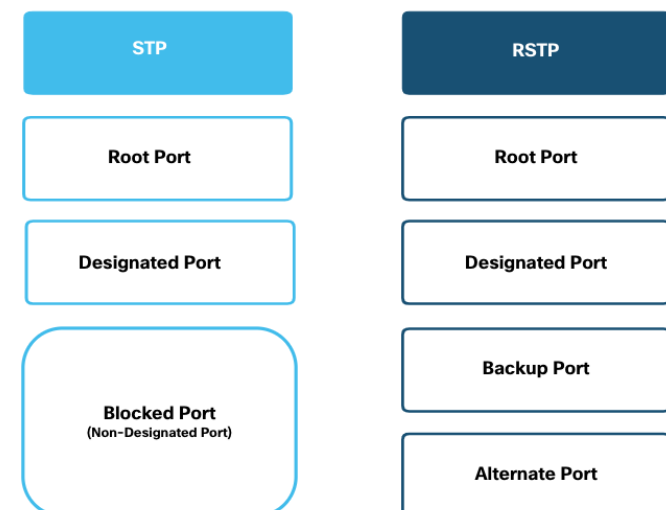 STP
Root Port
Designated Port
Blocked Port
(Non-Designated Port)
RSTP
Root Port
Designated Port
Backup Port
Alternate Port